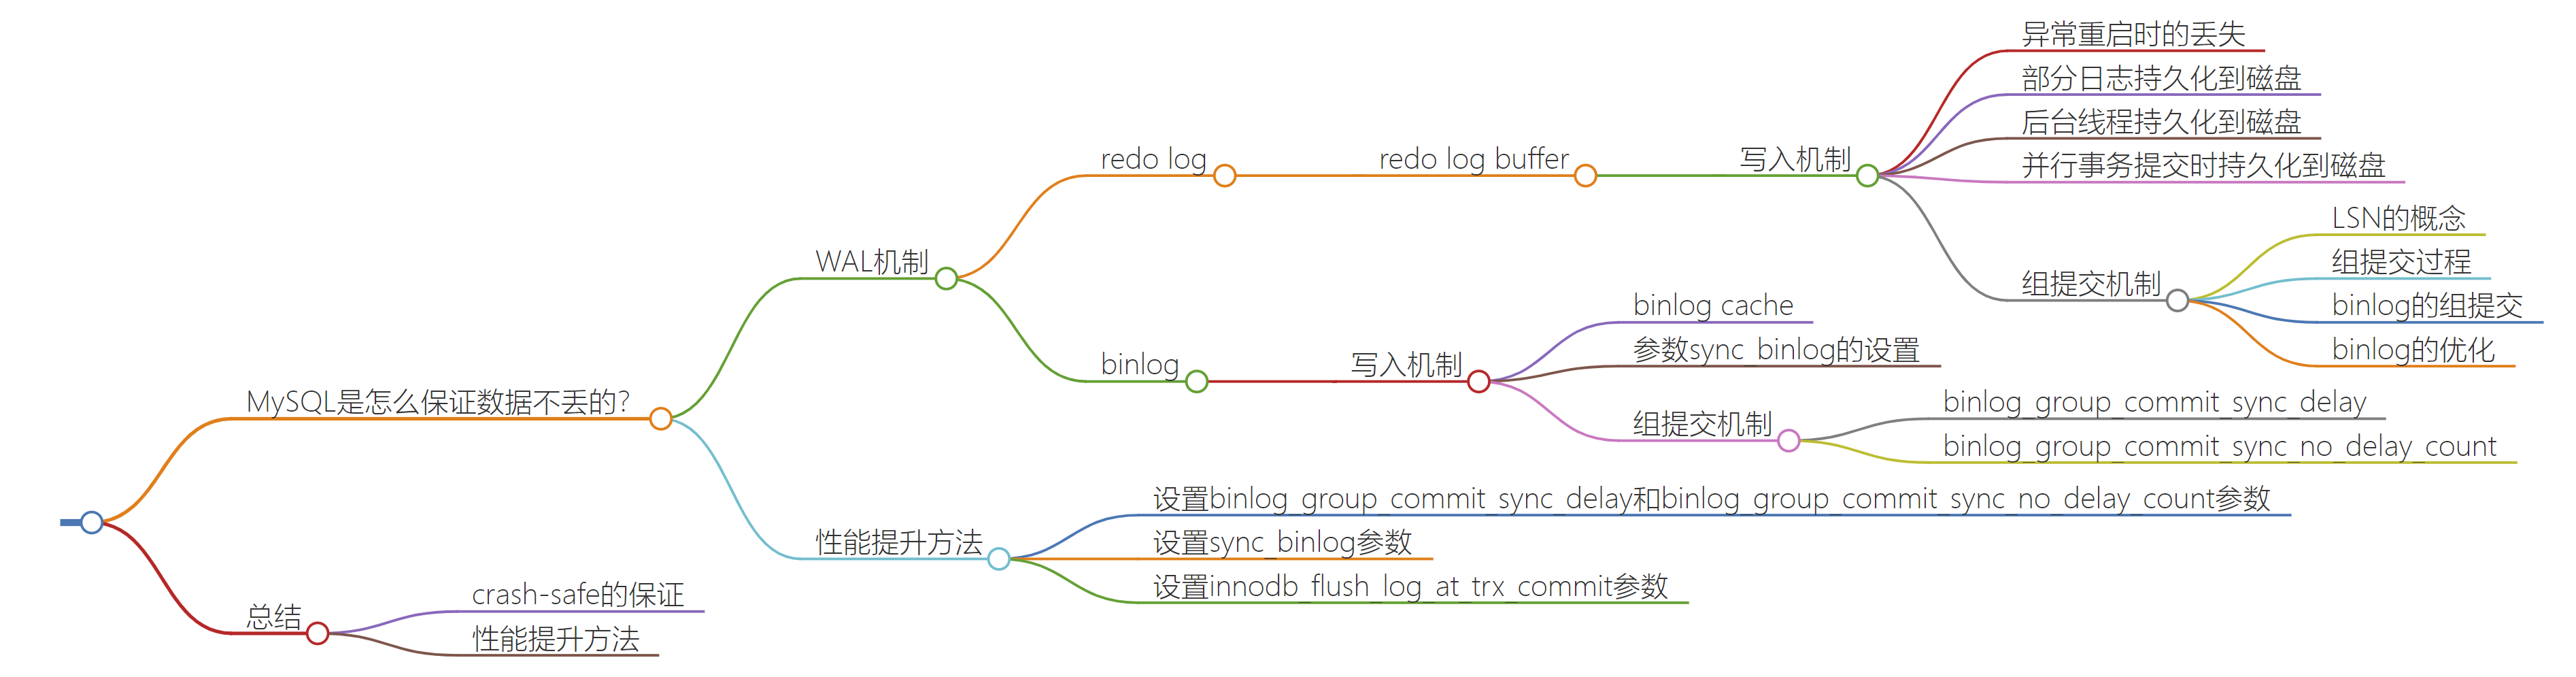 MySQL是怎么保证数据不丢的?
WAL机制
redo log
redo log buffer
写入机制
异常重启时的丢失
部分日志持久化到磁盘
后台线程持久化到磁盘
并行事务提交时持久化到磁盘
组提交机制
LSN的概念
组提交过程
binlog的组提交
binlog的优化
binlog
写入机制
binlog cache
参数sync_binlog的设置
组提交机制
binlog_group_commit_sync_delay
binlog_group_commit_sync_no_delay_count
性能提升方法
设置binlog_group_commit_sync_delay和binlog_group_commit_sync_no_delay_count参数
设置sync_binlog参数
设置innodb_flush_log_at_trx_commit参数
总结
crash-safe的保证
性能提升方法